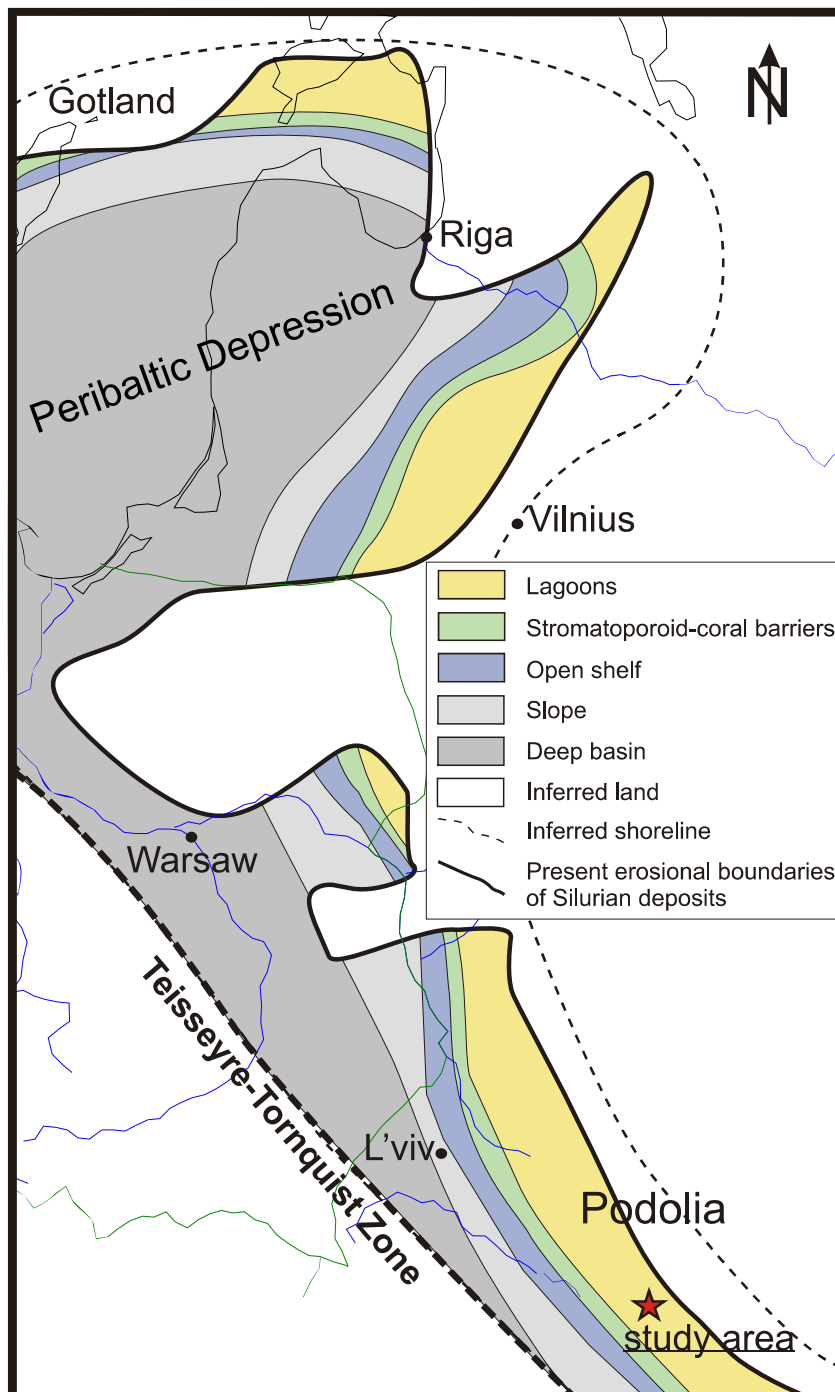 N
Gotland
Riga
Peribaltic Depression
Vilnius
Lagoons
Stromatoporoid-coral barriers
Open shelf
Slope
Deep basin
Inferred land
Inferred shoreline
Present erosional boundaries
of Silurian deposits
Warsaw
Teisseyre-Tornquist Zone
L'viv
Podolia
study area